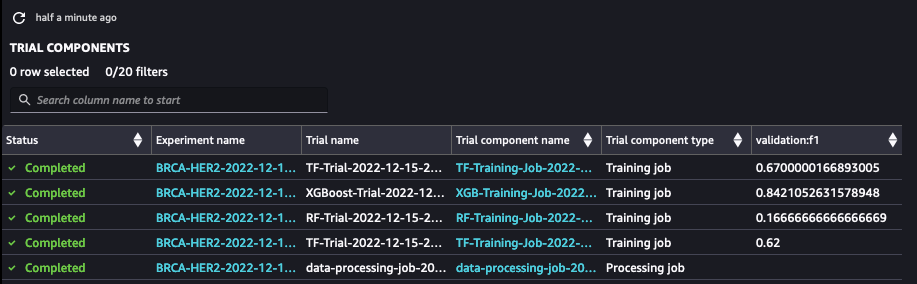 half a minute ago
TRIAL COMPONENTS
0 row selected 0/20 filters
Search column name to start
Status Experiment name Trial name Trial component name Trial component type validation:f1
Completed BRCA-HER2-2022-12-1... TF-Trial-2022-12-15-2... TF-Training-Job-2022-... Training job 0.6700000166893005
Completed BRCA-HER2-2022-12-1... XGBoost-Trial-2022-12... XGB-Training-Job-2022... Training job 0.8421052631578948
Completed BRCA-HER2-2022-12-1... RF-Trial-2022-12-15-2... RF-Training-Job-2022-... Training job 0.16666666666666669
Completed BRCA-HER2-2022-12-1... TF-Trial-2022-12-15-2... TF-Training-Job-2022-... Training job 0.62
Completed BRCA-HER2-2022-12-1... data-processing-job-20... data-processing-job-20... Processing job